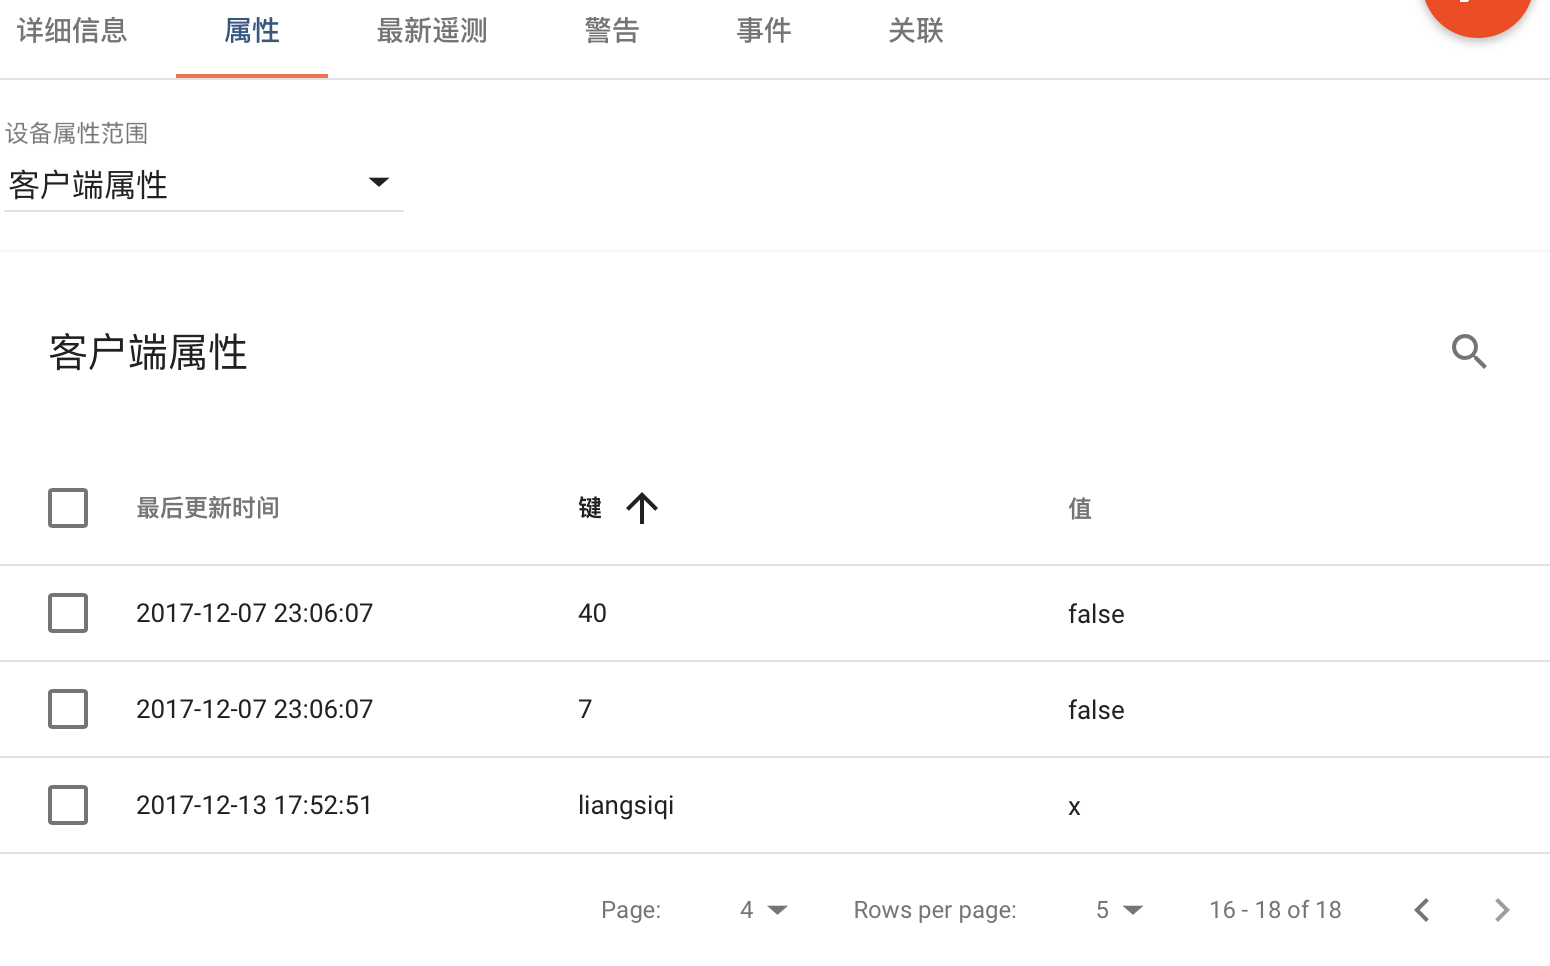 详细信息 属性 最新遥测 警告 事件 关联
设备属性范围
客户端属性
客户端属性
最后更新时间 键 值
2017-12-07 23:06:07 40 false
2017-12-07 23:06:07 7 false
2017-12-13 17:52:51 liangsiqi x
Page: 4 Rows per page: 5 16 - 18 of 18